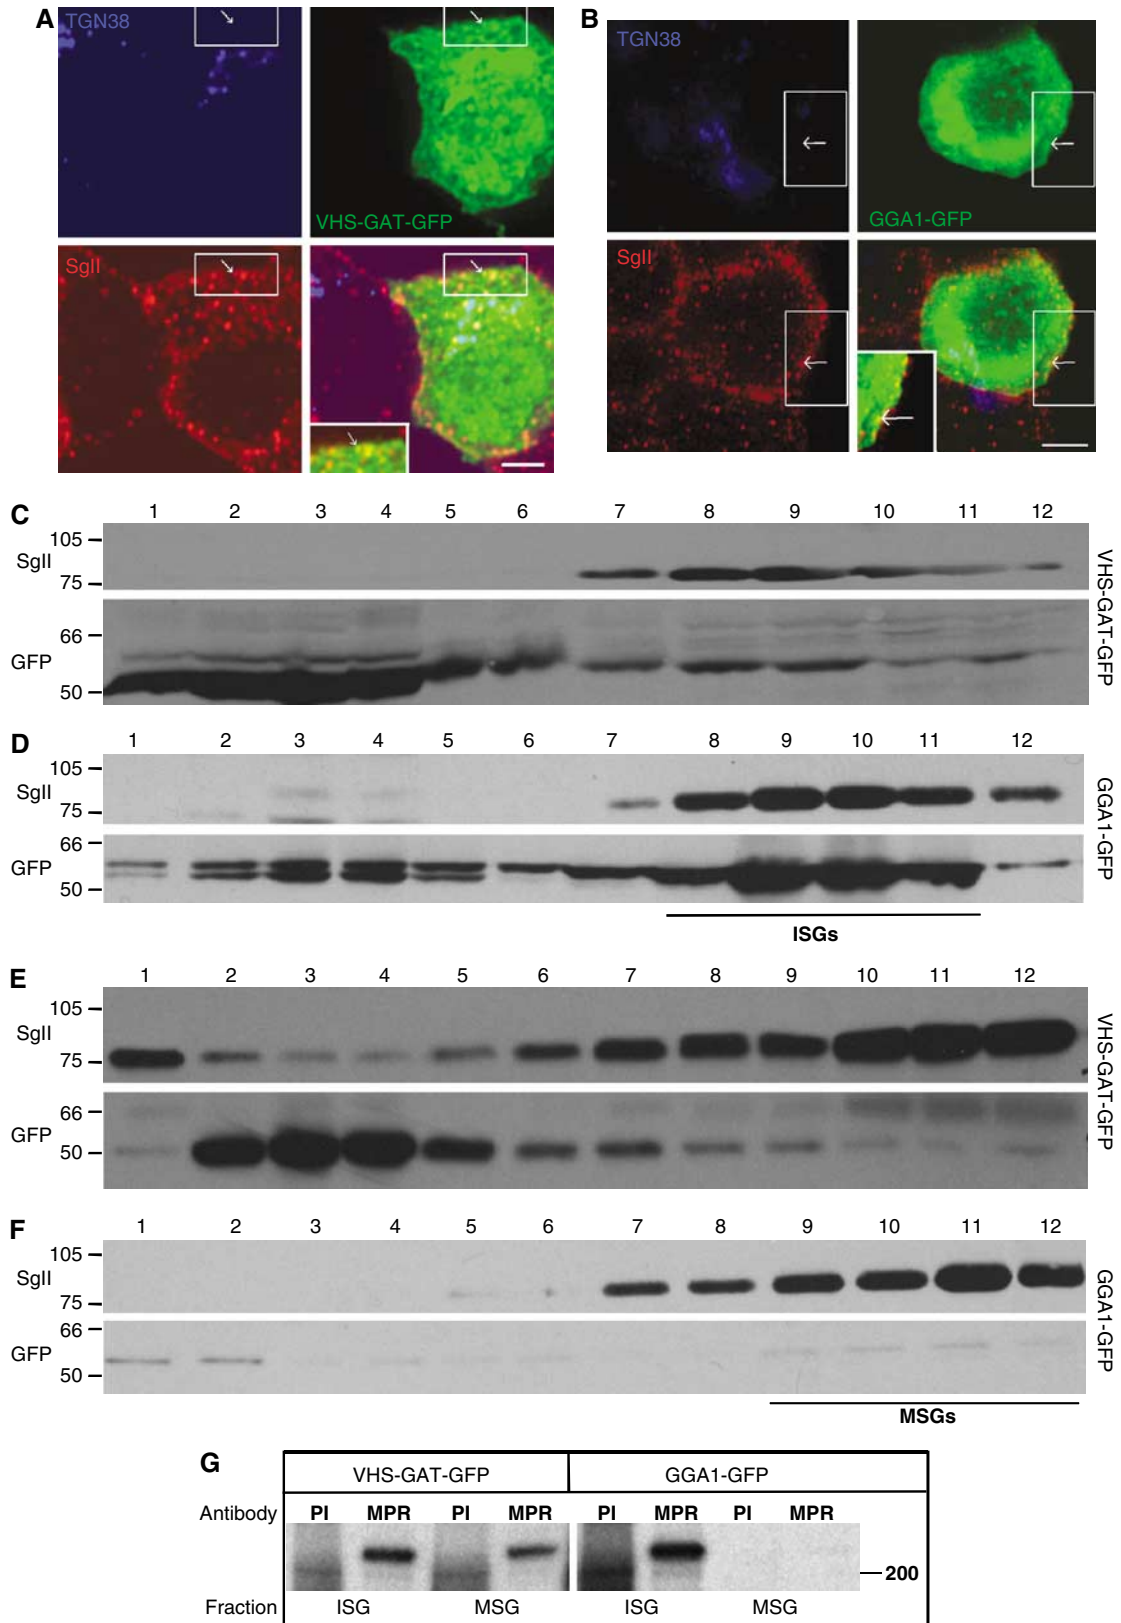 A
TGN38
VHS-GAT-GFP
SgII
B
TGN38
GGA1-GFP
SgII
C
1 2 3 4 5 6 7 8 9 10 11 12
105
SgII
75
66
GFP
50
VHS-GAT-GFP
D
1 2 3 4 5 6 7 8 9 10 11 12
105
SgII
75
66
GFP
50
GGA1-GFP
ISGs
E
1 2 3 4 5 6 7 8 9 10 11 12
105
SgII
75
66
GFP
50
VHS-GAT-GFP
F
1 2 3 4 5 6 7 8 9 10 11 12
105
SgII
75
66
GFP
50
GGA1-GFP
MSGs
G
VHS-GAT-GFP GGA1-GFP
Antibody PI MPR PI MPR PI MPR PI MPR
200
Fraction ISG MSG ISG MSG